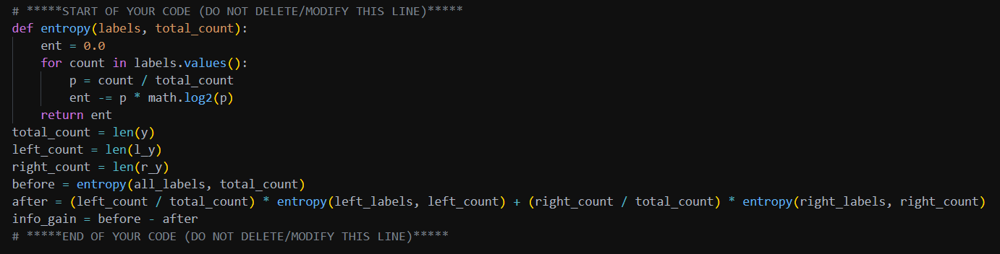 # *****START OF YOUR CODE (DO NOT DELETE/MODIFY THIS LINE)*****
def entropy(labels, total_count):
    ent = 0.0
    for count in labels.values():
        p = count / total_count
        ent -= p * math.log2(p)
    return ent
total_count = len(y)
left_count = len(l_y)
right_count = len(r_y)
before = entropy(all_labels, total_count)
after = (left_count / total_count) * entropy(left_labels, left_count) + (right_count / total_count) * entropy(right_labels, right_count)
info_gain = before - after
# *****END OF YOUR CODE (DO NOT DELETE/MODIFY THIS LINE)*****